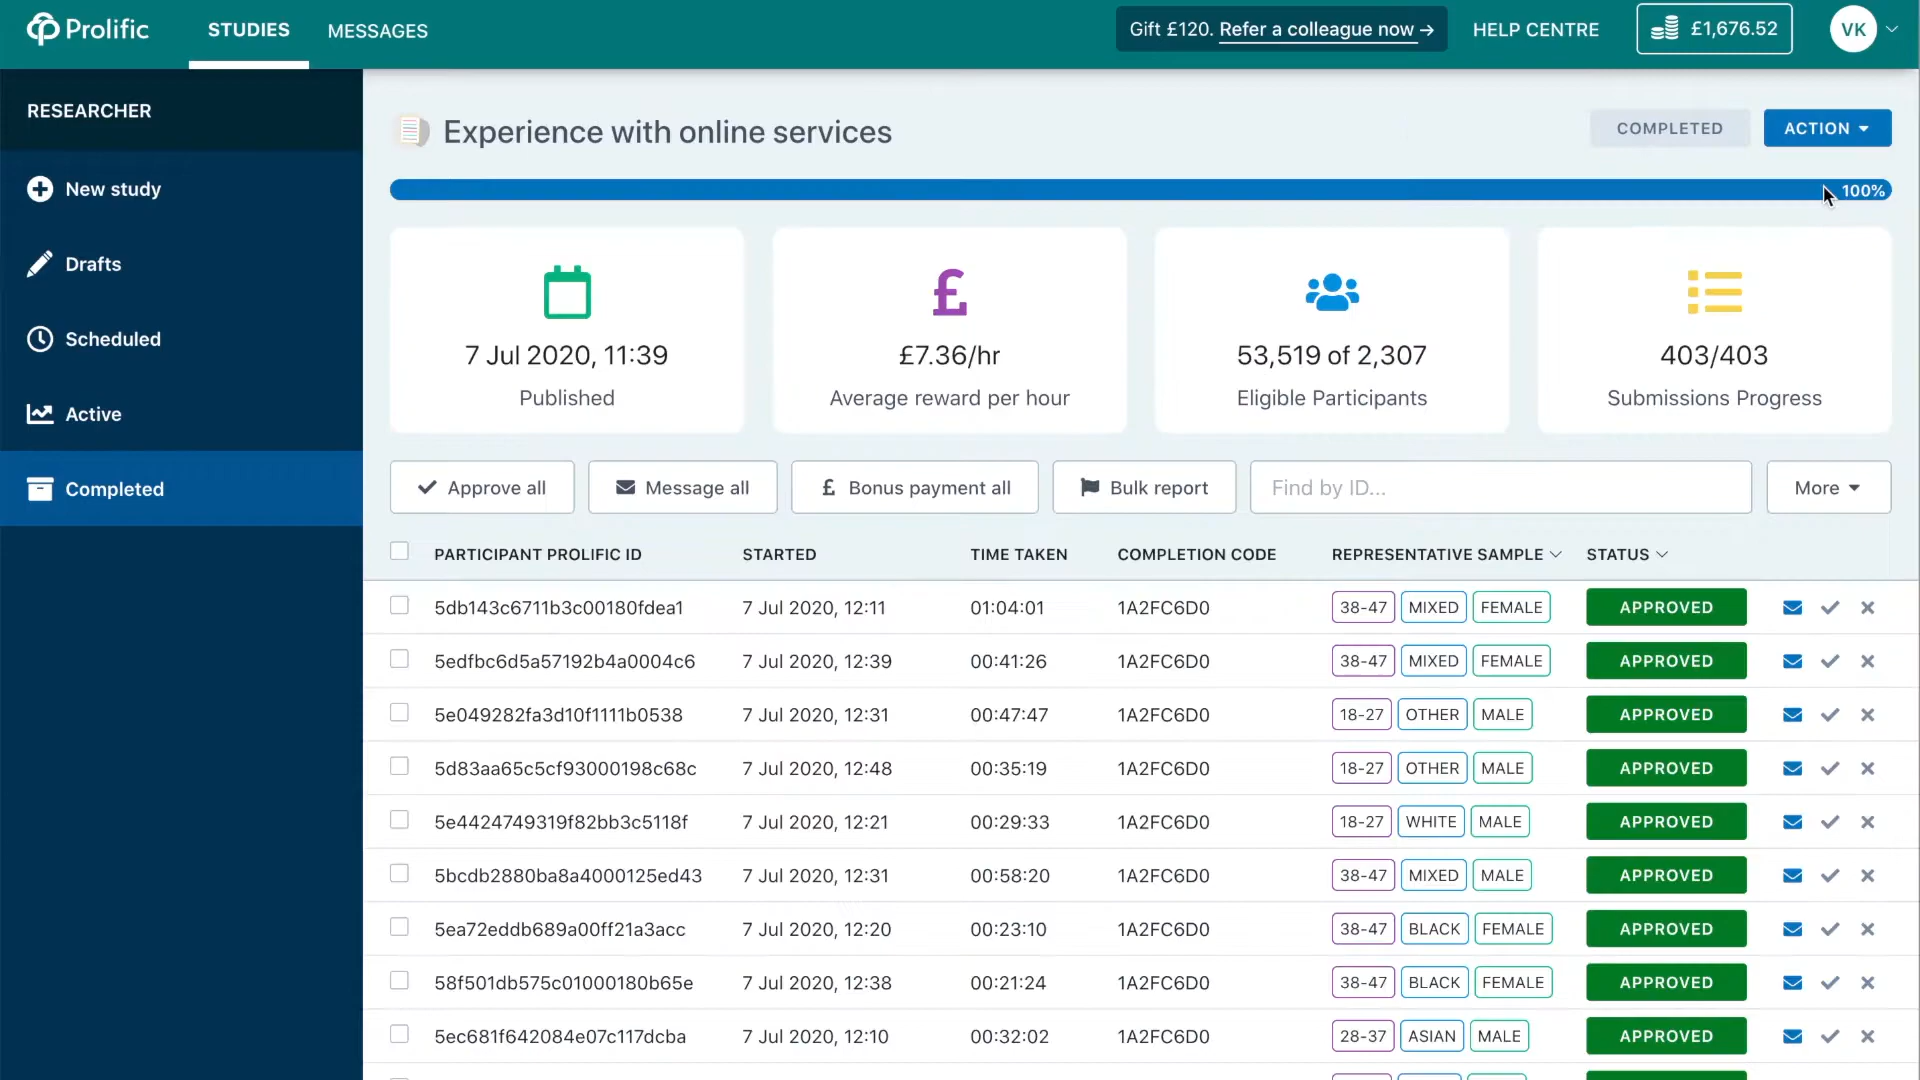 Prolific
STUDIES
MESSAGES
Gift £120. Refer a colleague now →
HELP CENTRE
£1,676.52
VK
RESEARCHER
New study
Drafts
Scheduled
Active
Completed
Experience with online services
COMPLETED
ACTION
100%
7 Jul 2020, 11:39
Published
£7.36/hr
Average reward per hour
53,519 of 2,307
Eligible Participants
403/403
Submissions Progress
Approve all
Message all
£ Bonus payment all
Bulk report
Find by ID...
More
PARTICIPANT PROLIFIC ID STARTED TIME TAKEN COMPLETION CODE REPRESENTATIVE SAMPLE STATUS
5db143c6711b3c00180fdea1 7 Jul 2020, 12:11 01:04:01 1A2FC6D0 38-47 MIXED FEMALE APPROVED
5edfbc6d5a57192b4a0004c6 7 Jul 2020, 12:39 00:41:26 1A2FC6D0 38-47 MIXED FEMALE APPROVED
5e049282fa3d10f1111b0538 7 Jul 2020, 12:31 00:47:47 1A2FC6D0 18-27 OTHER MALE APPROVED
5d83aa65c5cf93000198c68c 7 Jul 2020, 12:48 00:35:19 1A2FC6D0 18-27 OTHER MALE APPROVED
5e4424749319f82bb3c5118f 7 Jul 2020, 12:21 00:29:33 1A2FC6D0 18-27 WHITE MALE APPROVED
5bcdb2880ba8a4000125ed43 7 Jul 2020, 12:31 00:58:20 1A2FC6D0 38-47 MIXED MALE APPROVED
5ea72eddb689a00ff21a3acc 7 Jul 2020, 12:20 00:23:10 1A2FC6D0 38-47 BLACK FEMALE APPROVED
58f501db575c01000180b65e 7 Jul 2020, 12:38 00:21:24 1A2FC6D0 38-47 BLACK FEMALE APPROVED
5ec681f642084e07c117dcba 7 Jul 2020, 12:10 00:32:02 1A2FC6D0 28-37 ASIAN MALE APPROVED